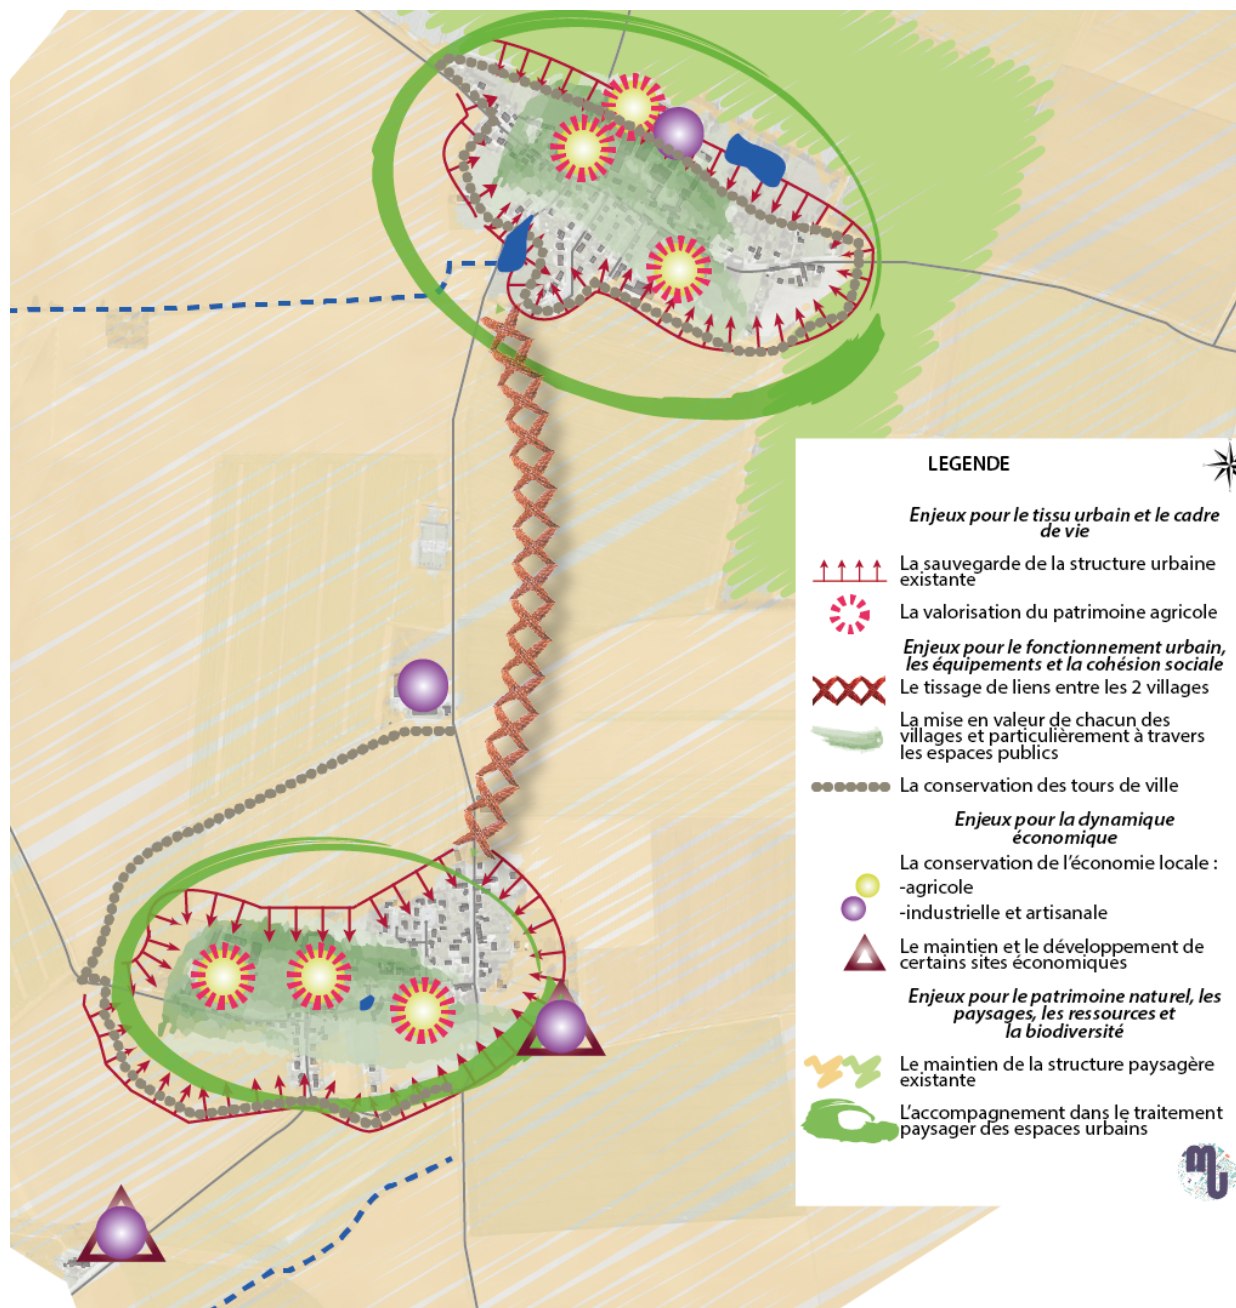 LEGENDE
Enjeux pour le tissu urbain et le cadre
de vie
La sauvegarde de la structure urbaine
existante
La valorisation du patrimoine agricole
Enjeux pour le fonctionnement urbain,
les équipements et la cohésion sociale
Le tissage de liens entre les 2 villages
La mise en valeur de chacun des
villages et particulièrement à travers
les espaces publics
La conservation des tours de ville
Enjeux pour la dynamique
économique
La conservation de l'économie locale :
-agricole
-industrielle et artisanale
Le maintien et le développement de
certains sites économiques
Enjeux pour le patrimoine naturel, les
paysages, les ressources et
la biodiversité
Le maintien de la structure paysagère
existante
L'accompagnement dans le traitement
paysager des espaces urbains